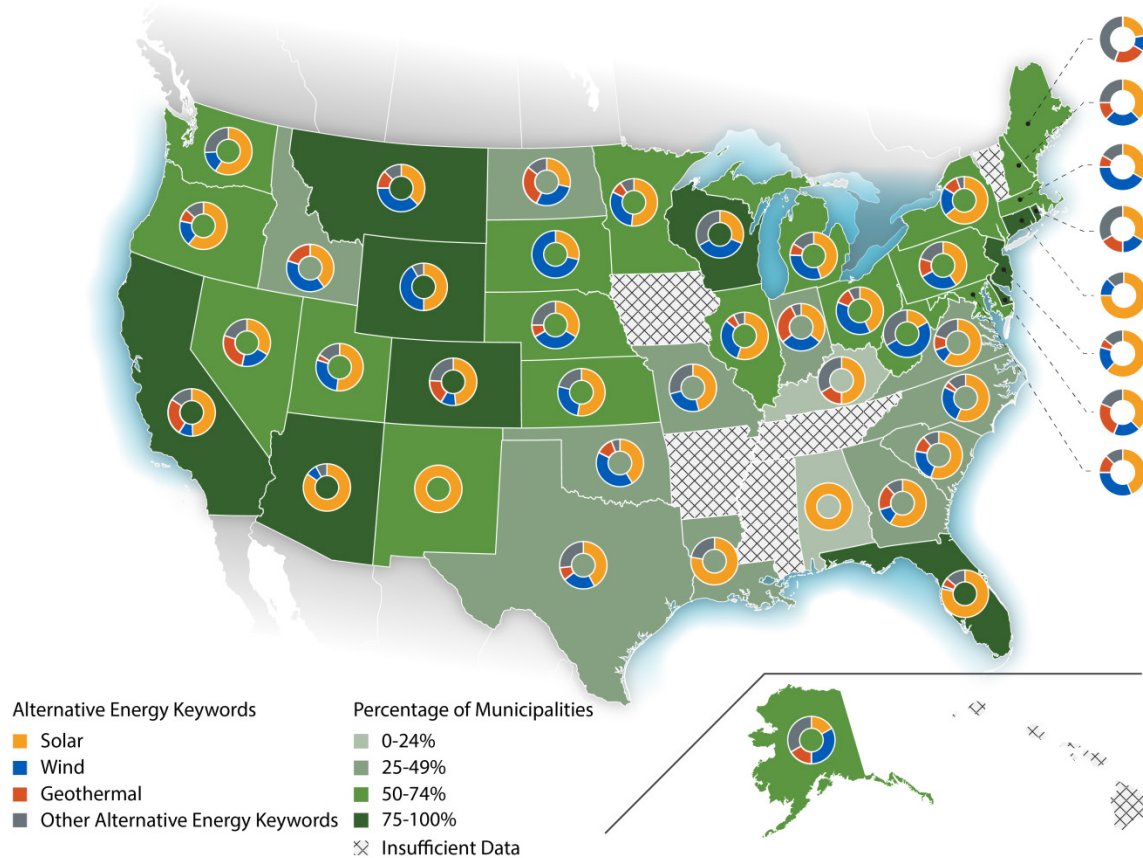 Alternative Energy Keywords
Solar
Wind
Geothermal
Other Alternative Energy Keywords
Percentage of Municipalities
0-24%
25-49%
50-74%
75-100%
Insufficient Data